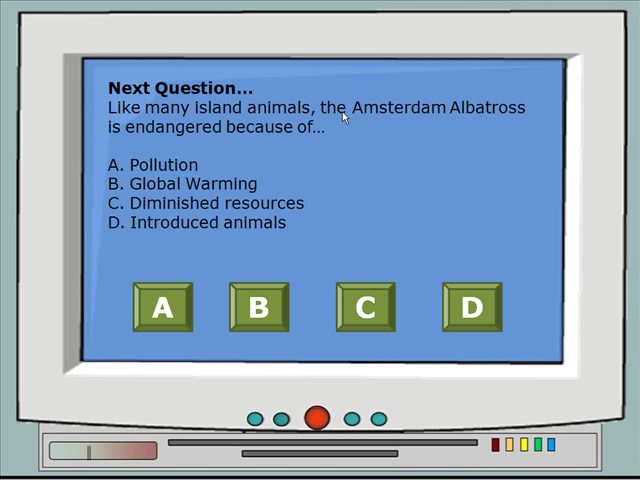 Next Question...
Like many island animals, the Amsterdam Albatross
is endangered because of...
A. Pollution
B. Global Warming
C. Diminished resources
D. Introduced animals
A B C D